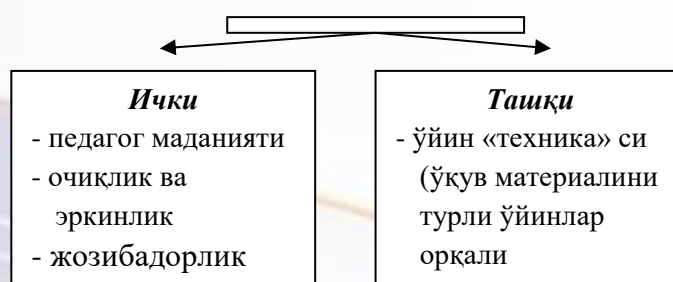 Ички
- педагог маданияти
- очиқлик ва
эркинлик
- жозибадорлик
Ташқи
- ўйин «техника» си
(ўқув материалини
турли ўйинлар
орқали